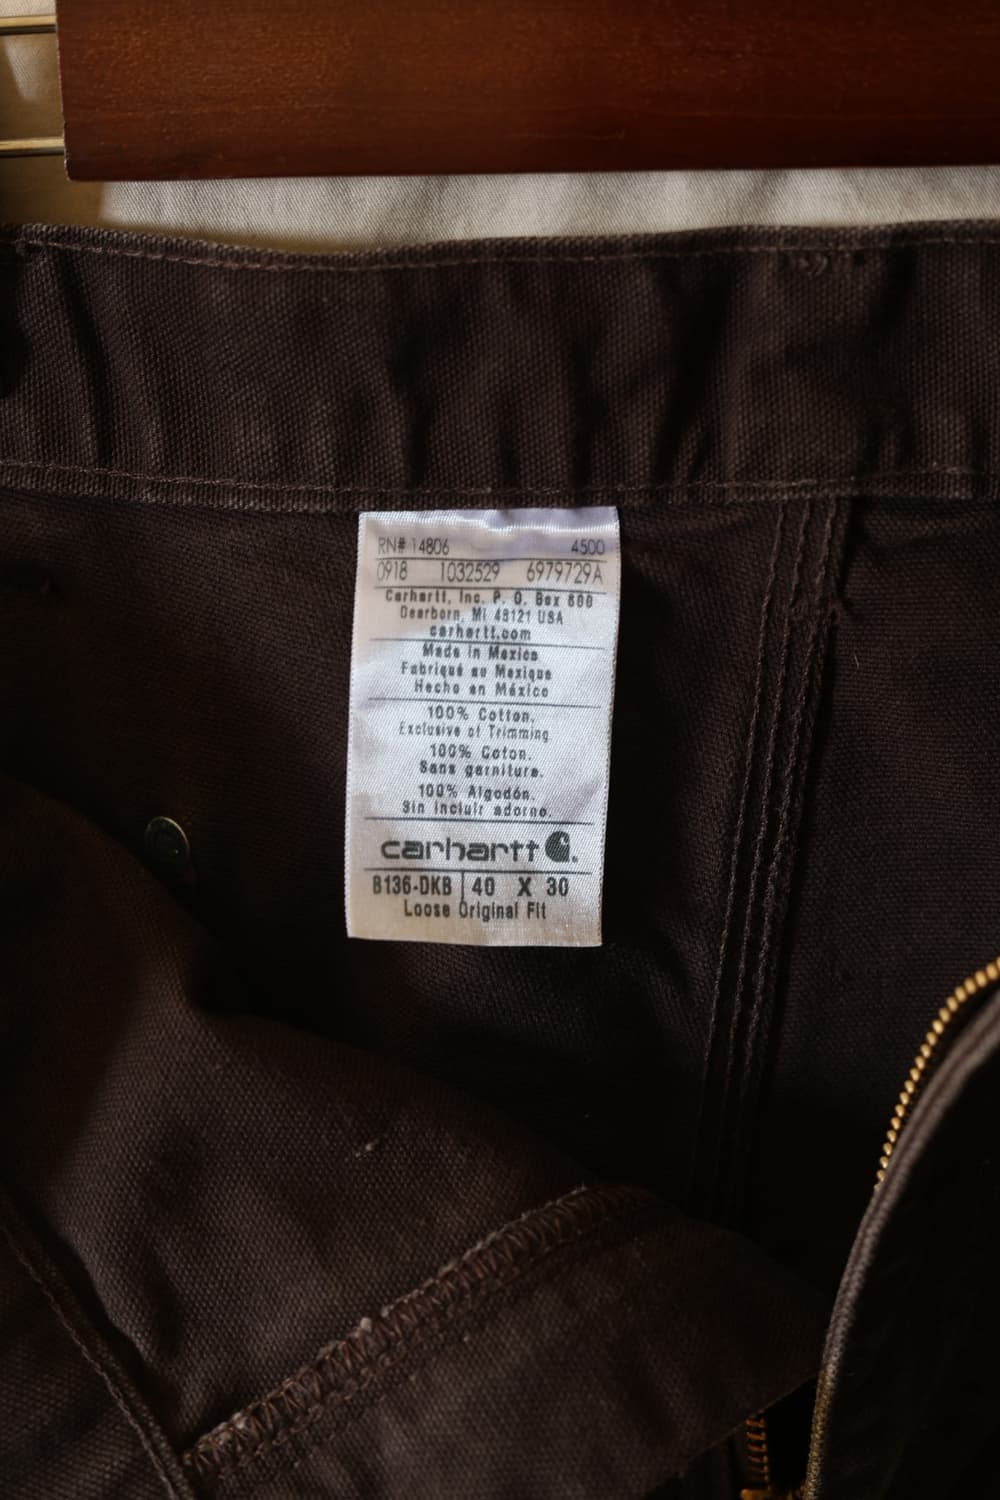 RN# 14806 4500
0918 1032529 6979729A
Carhartt, Inc. P. O. Box 600
Dearborn, MI 48121 USA
carhartt.com
Made in Mexico
Fabriqué au Mexique
Hecho en México
100% Cotton.
Exclusive of Trimming
100% Coton.
Sans garniture.
100% Algodón.
Sin incluir adorno.
carhartt
B136-DKB 40 X 30
Loose Original Fit